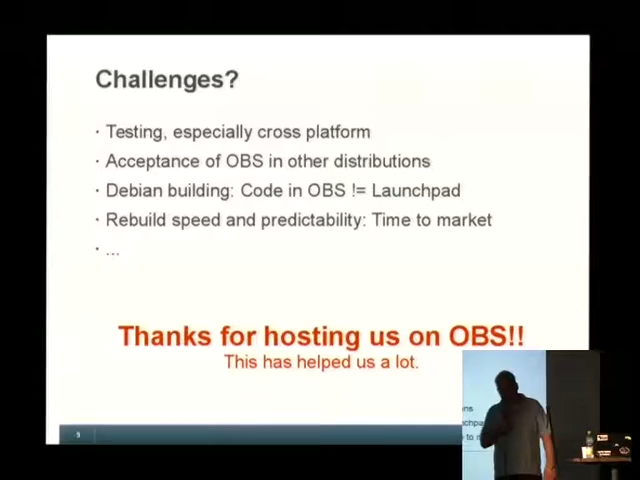 Challenges?
· Testing, especially cross platform
· Acceptance of OBS in other distributions
· Debian building: Code in OBS != Launchpad
· Rebuild speed and predictability: Time to market
· ...
Thanks for hosting us on OBS!!
This has helped us a lot.
9